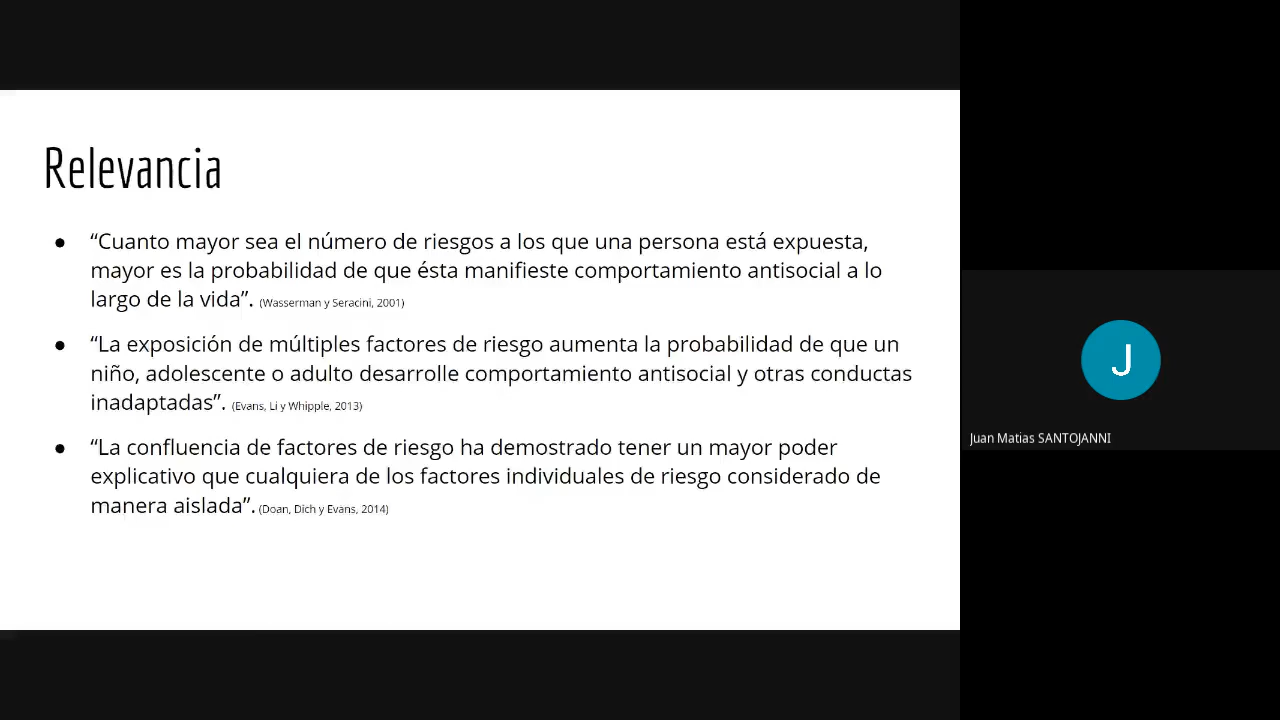 Relevancia
● “Cuanto mayor sea el número de riesgos a los que una persona está expuesta,
mayor es la probabilidad de que ésta manifieste comportamiento antisocial a lo
largo de la vida”. (Wasserman y Seracini, 2001)
● “La exposición de múltiples factores de riesgo aumenta la probabilidad de que un
niño, adolescente o adulto desarrolle comportamiento antisocial y otras conductas
inadaptadas”. (Evans, Li y Whipple, 2013)
● “La confluencia de factores de riesgo ha demostrado tener un mayor poder
explicativo que cualquiera de los factores individuales de riesgo considerado de
manera aislada”. (Doan, Dich y Evans, 2014)
J
Juan Matias SANTOJANNI